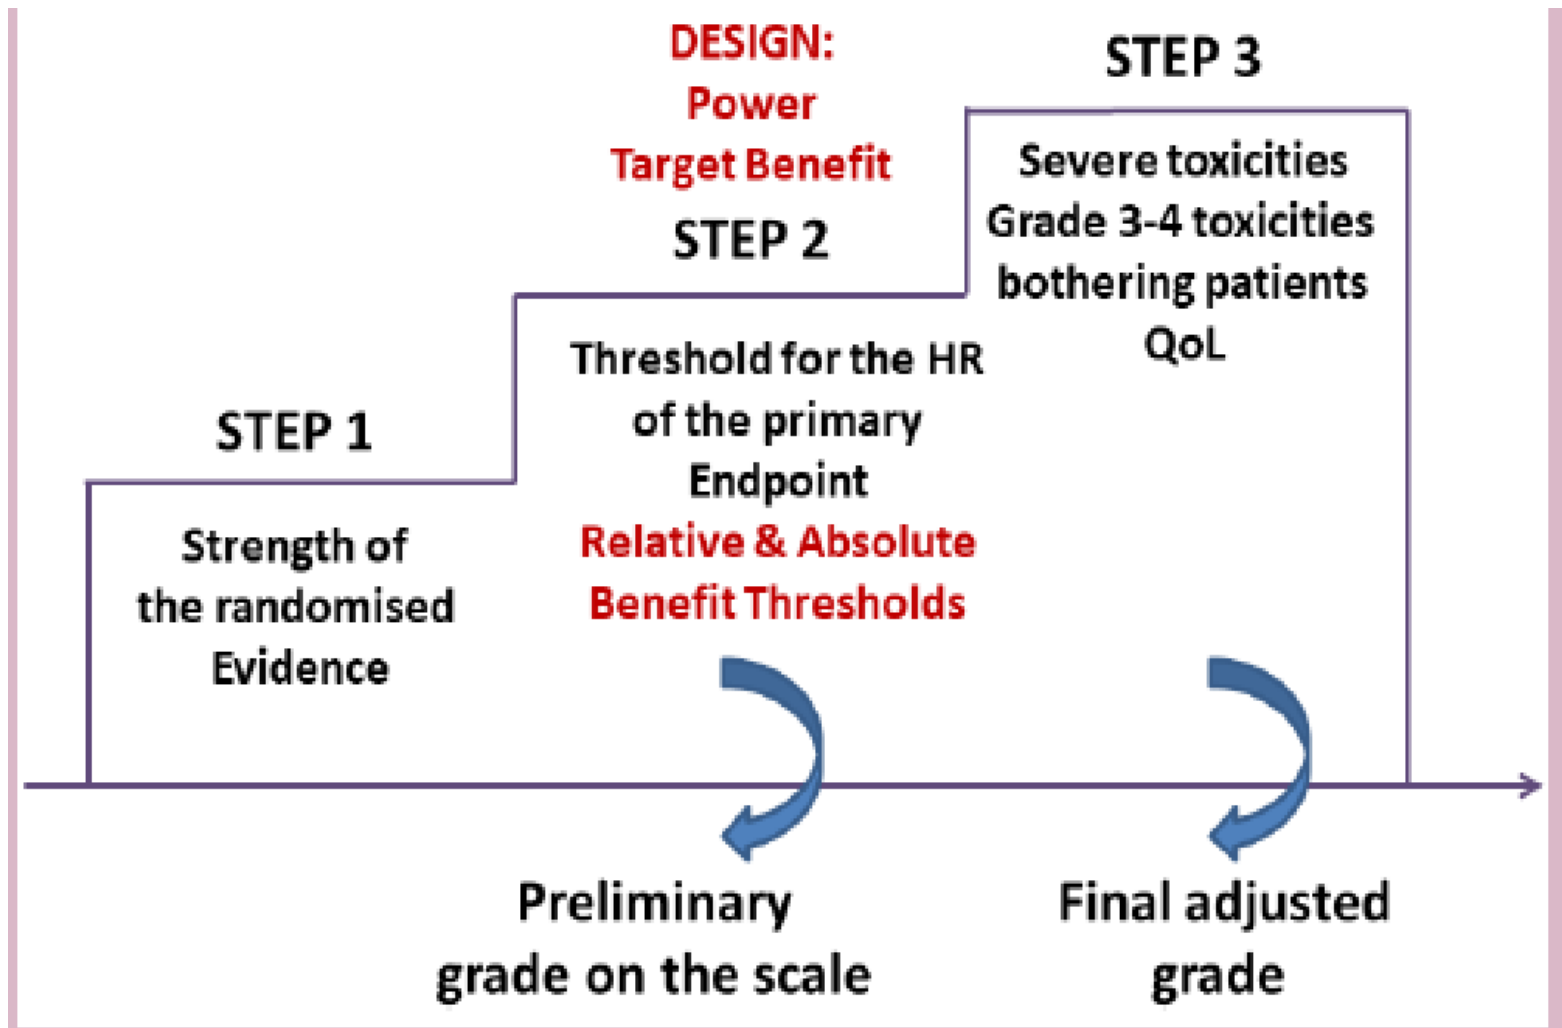 STEP 1
Strength of
the randomised
Evidence
DESIGN:
Power
Target Benefit
STEP 2
Threshold for the HR
of the primary
Endpoint
Relative & Absolute
Benefit Thresholds
Preliminary
grade on the scale
STEP 3
Severe toxicities
Grade 3-4 toxicities
bothering patients
QoL
Final adjusted
grade